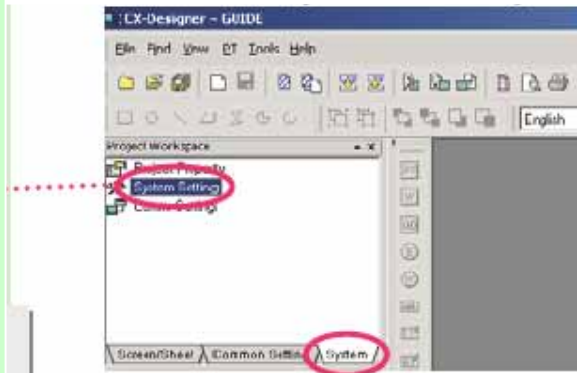 CX-Designer - GUIDE
File Find View PT Tools Help
English
Project Workspace
Project Property
System Setting
Comm. Setting
Screen/Sheet Common Setting System